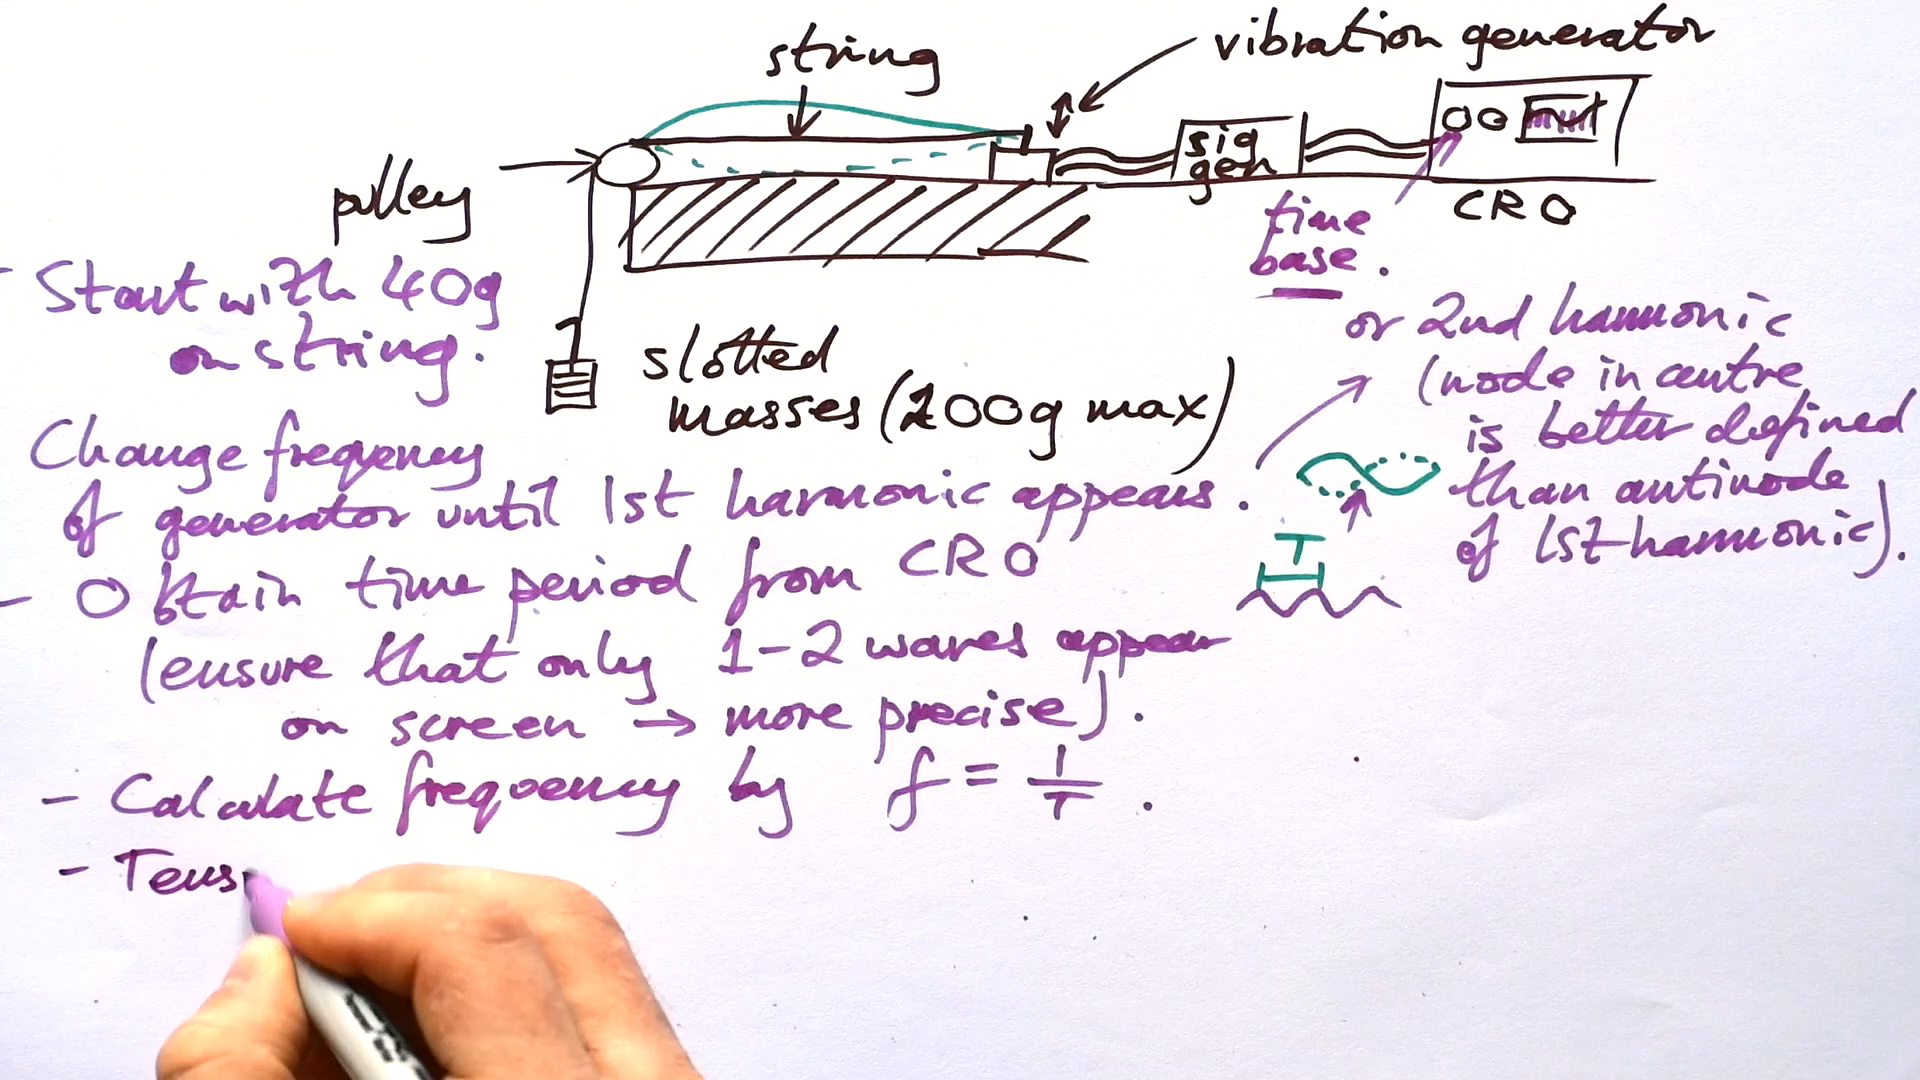 string
vibration generator
sig
gen
pulley
CRO
time
base.
- Start with 40g
on string.
slotted
masses (200g max)
or 2nd harmonic
(node in centre
is better defined
than antinode
of 1st harmonic).
Change frequency
of generator until 1st harmonic appears.
T
- Obtain time period from CRO
(ensure that only 1-2 waves appear
on screen → more precise).
- Calculate frequency by f = 1/T.
- Tens